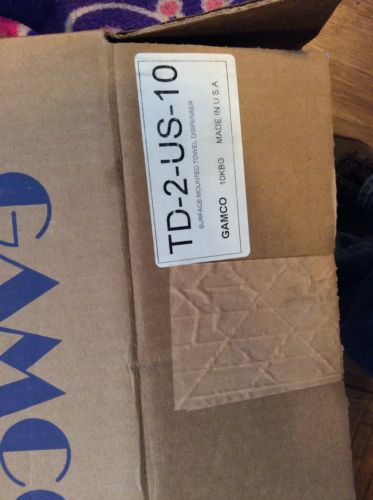 TD-2-US-10
SURFACE MOUNTED TOWEL DISPENSER
GAMCO 10KBG MADE IN U S A
GAMCO